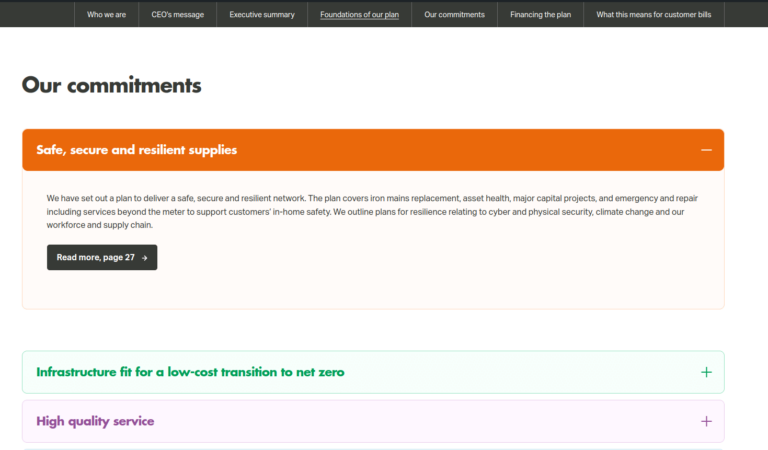 Who we are
CEO's message
Executive summary
Foundations of our plan
Our commitments
Financing the plan
What this means for customer bills
Our commitments
Safe, secure and resilient supplies
We have set out a plan to deliver a safe, secure and resilient network. The plan covers iron mains replacement, asset health, major capital projects, and emergency and repair
including services beyond the meter to support customers' in-home safety. We outline plans for resilience relating to cyber and physical security, climate change and our
workforce and supply chain.
Read more, page 27 →
Infrastructure fit for a low-cost transition to net zero
High quality service